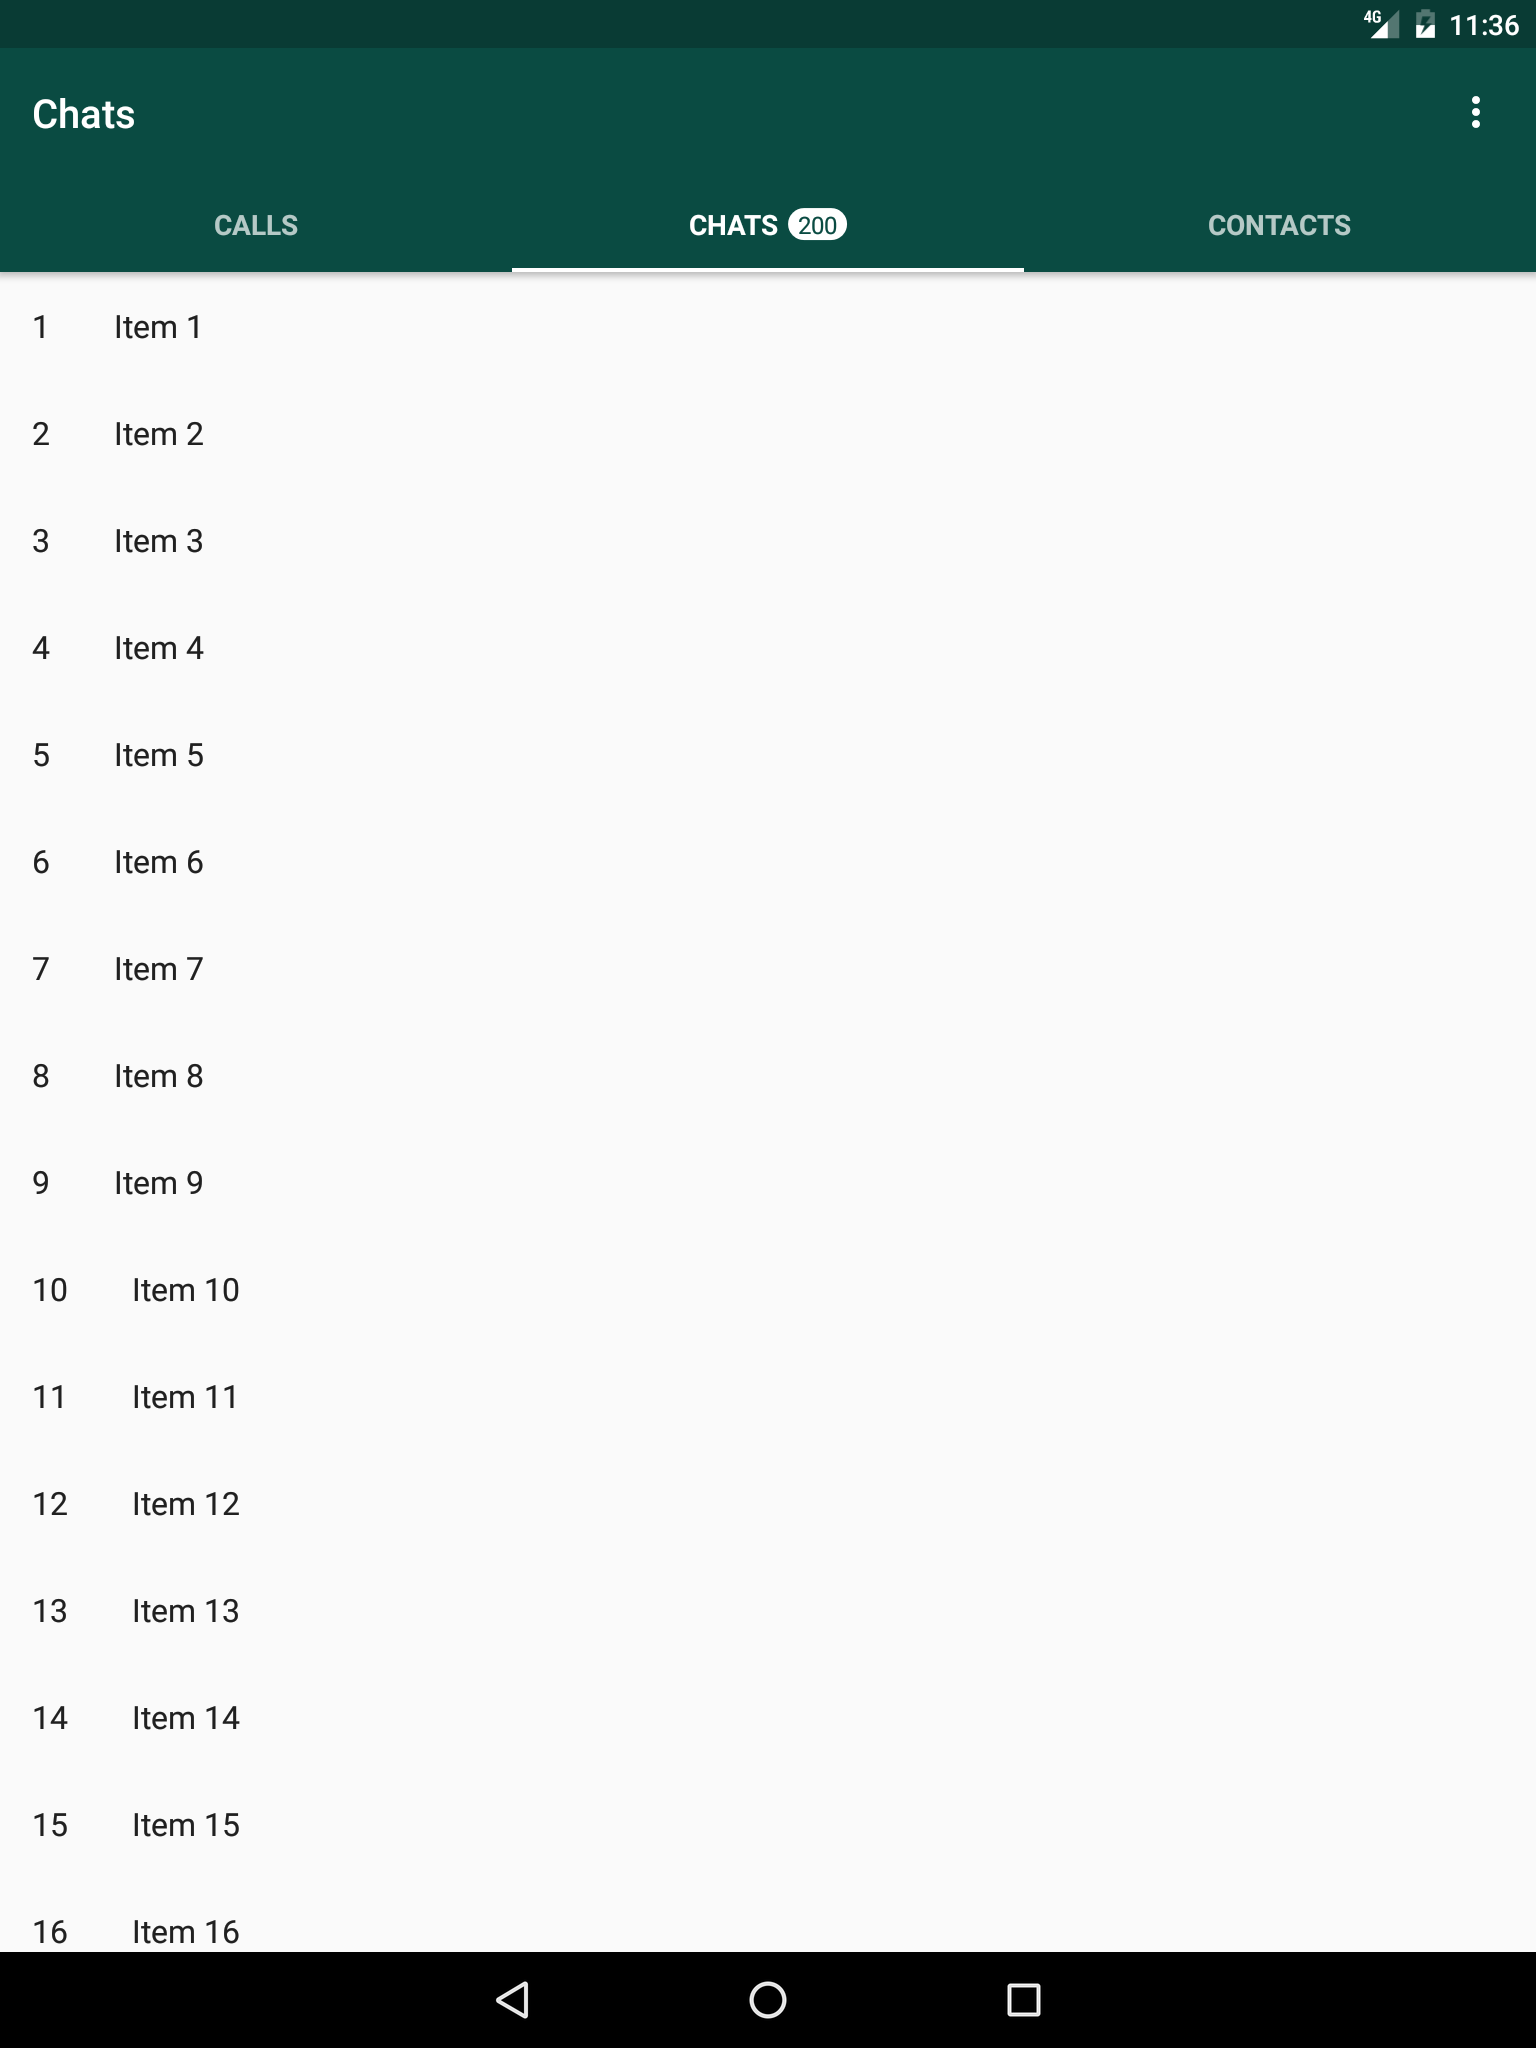 4G 11:36
Chats
CALLS CHATS 200 CONTACTS
1 Item 1
2 Item 2
3 Item 3
4 Item 4
5 Item 5
6 Item 6
7 Item 7
8 Item 8
9 Item 9
10 Item 10
11 Item 11
12 Item 12
13 Item 13
14 Item 14
15 Item 15
16 Item 16